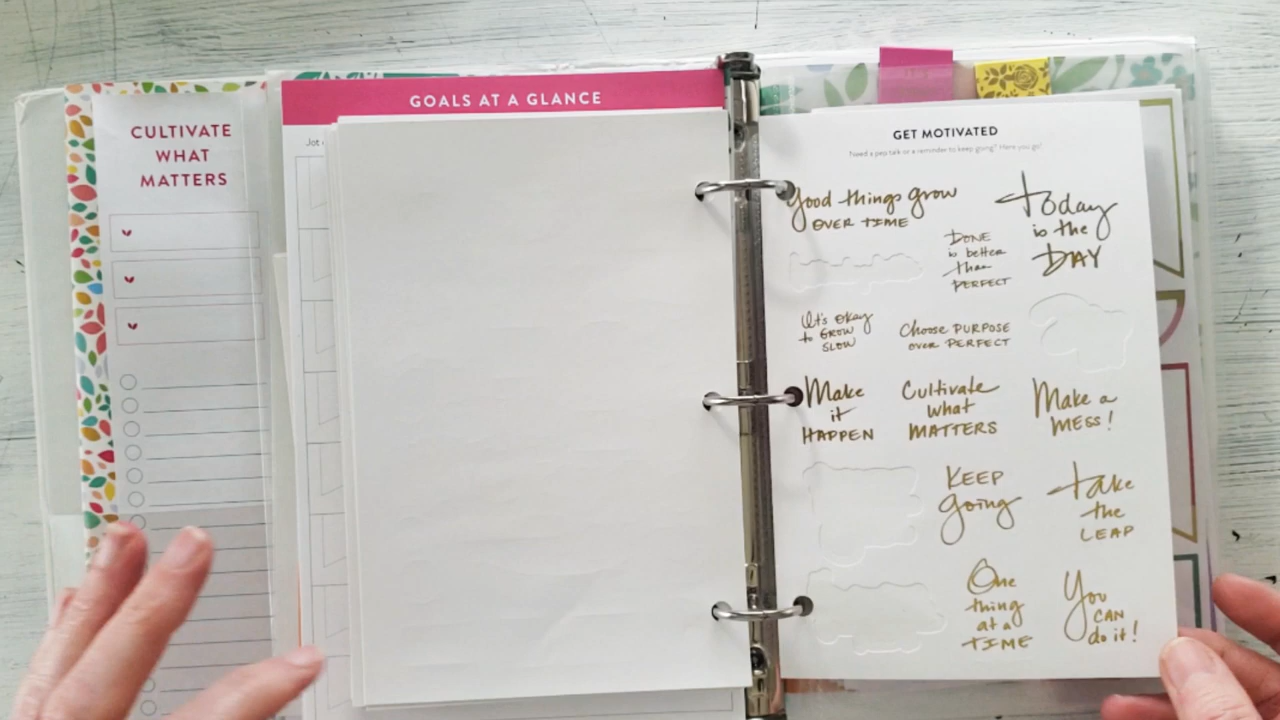 CULTIVATE
WHAT
MATTERS
GOALS AT A GLANCE
Jot
GET MOTIVATED
Need a pep talk or a reminder to keep going? Here you go!
Good things grow
OVER TIME
Today
is the
DAY
DONE
is better
than
PERFECT
It's okay
to GROW
SLOW
Choose PURPOSE
over PERFECT
Make
it
HAPPEN
Cultivate
what
MATTERS
Make a
MESS!
KEEP
going
take
the
LEAP
One
thing
at a
TIME
You
CAN
do it!
IT'S